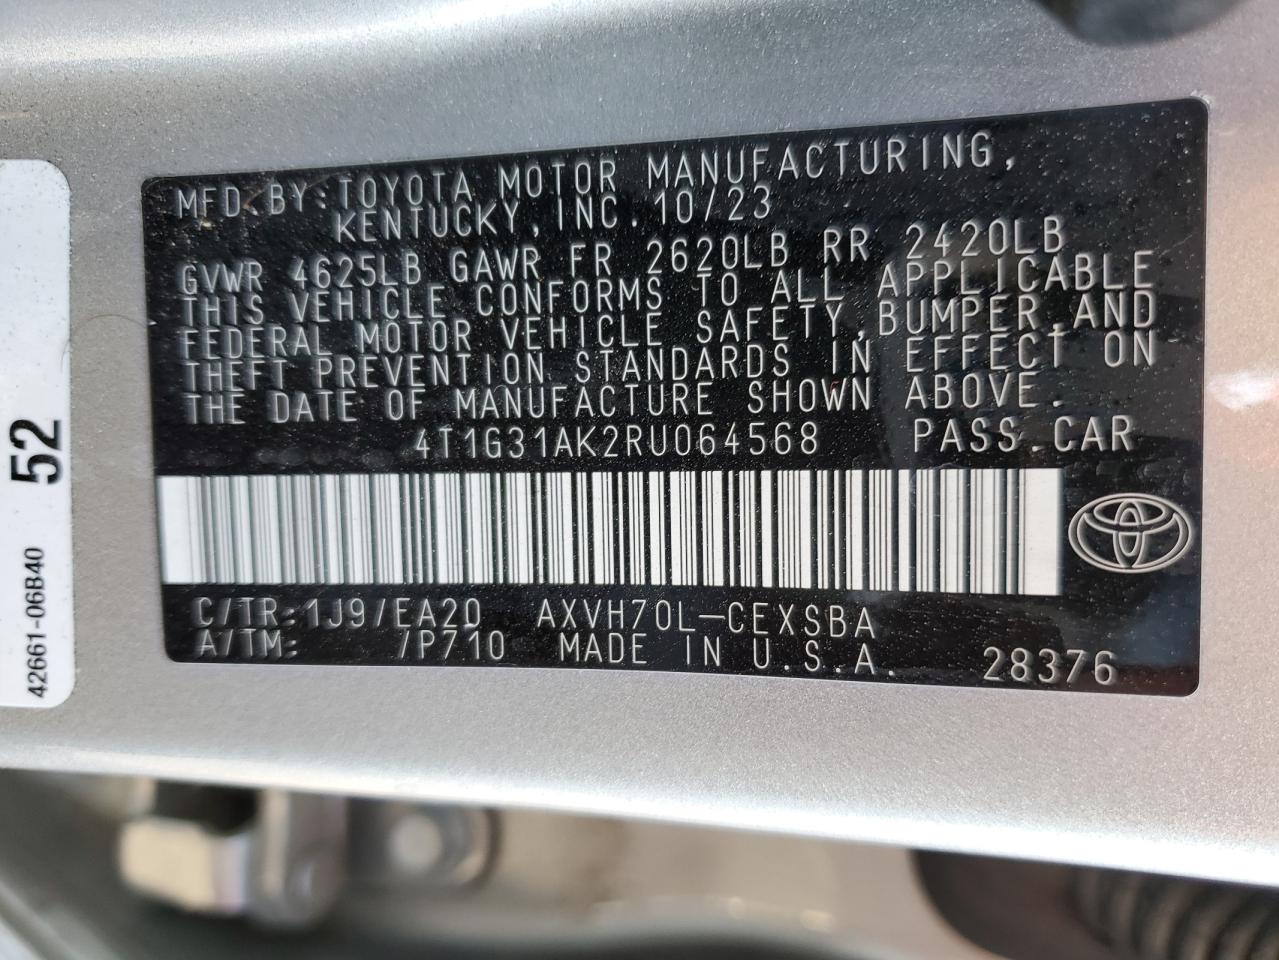 MFD.BY:TOYOTA MOTOR MANUFACTURING,
KENTUCKY,INC. 10/23
GVWR 4625LB GAWR FR 2620LB RR 2420LB
THIS VEHICLE CONFORMS TO ALL APPLICABLE
FEDERAL MOTOR VEHICLE SAFETY,BUMPER,AND
THEFT PREVENTION STANDARDS IN EFFECT ON
THE DATE OF MANUFACTURE SHOWN ABOVE.
4T1G31AK2RU064568 PASS.CAR
C/TR:1J9/EA20 AXVH70L-CEXSBA
A/TM: /P710 MADE IN U.S.A. 28376
42661-06B40 52